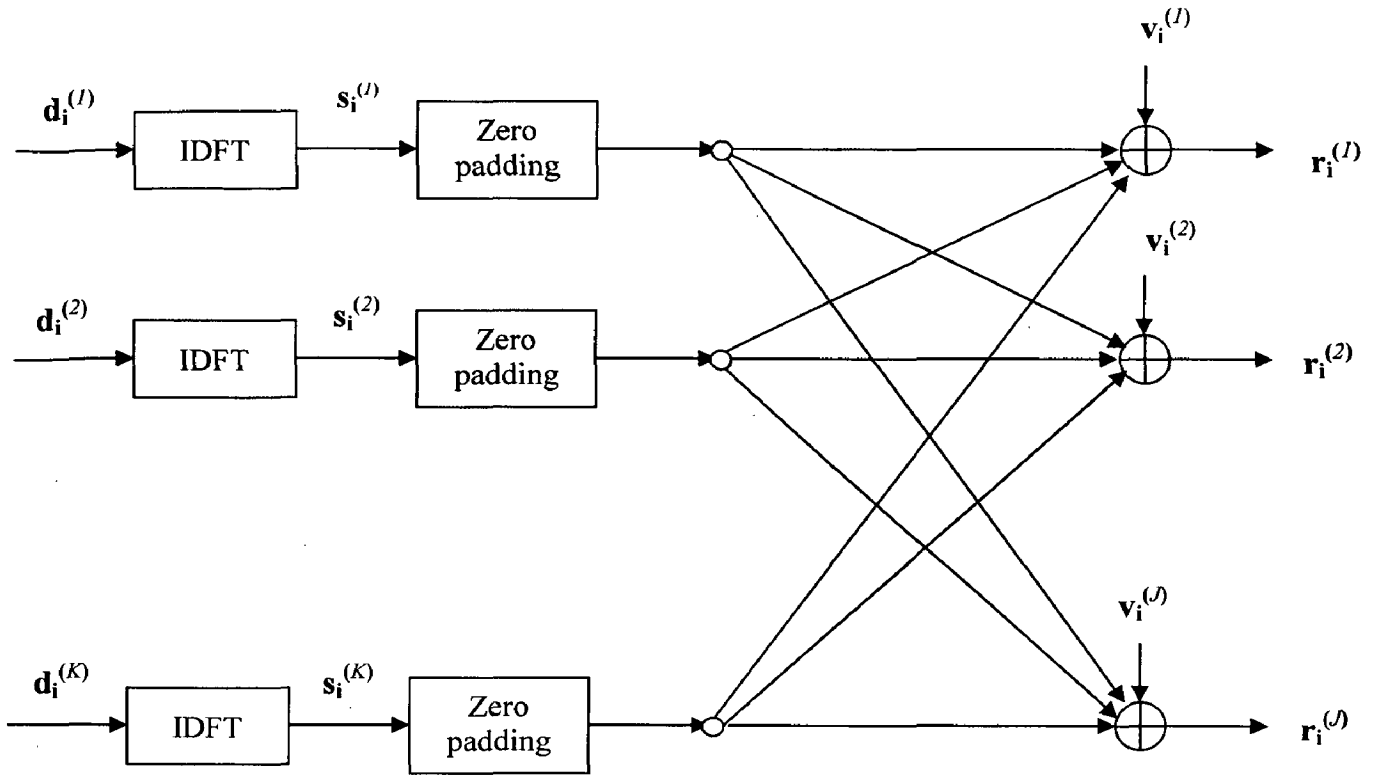 v_i^(1)
d_i^(1)
IDFT
s_i^(1)
Zero
padding
r_i^(1)
v_i^(2)
d_i^(2)
IDFT
s_i^(2)
Zero
padding
r_i^(2)
v_i^(J)
d_i^(K)
IDFT
s_i^(K)
Zero
padding
r_i^(J)